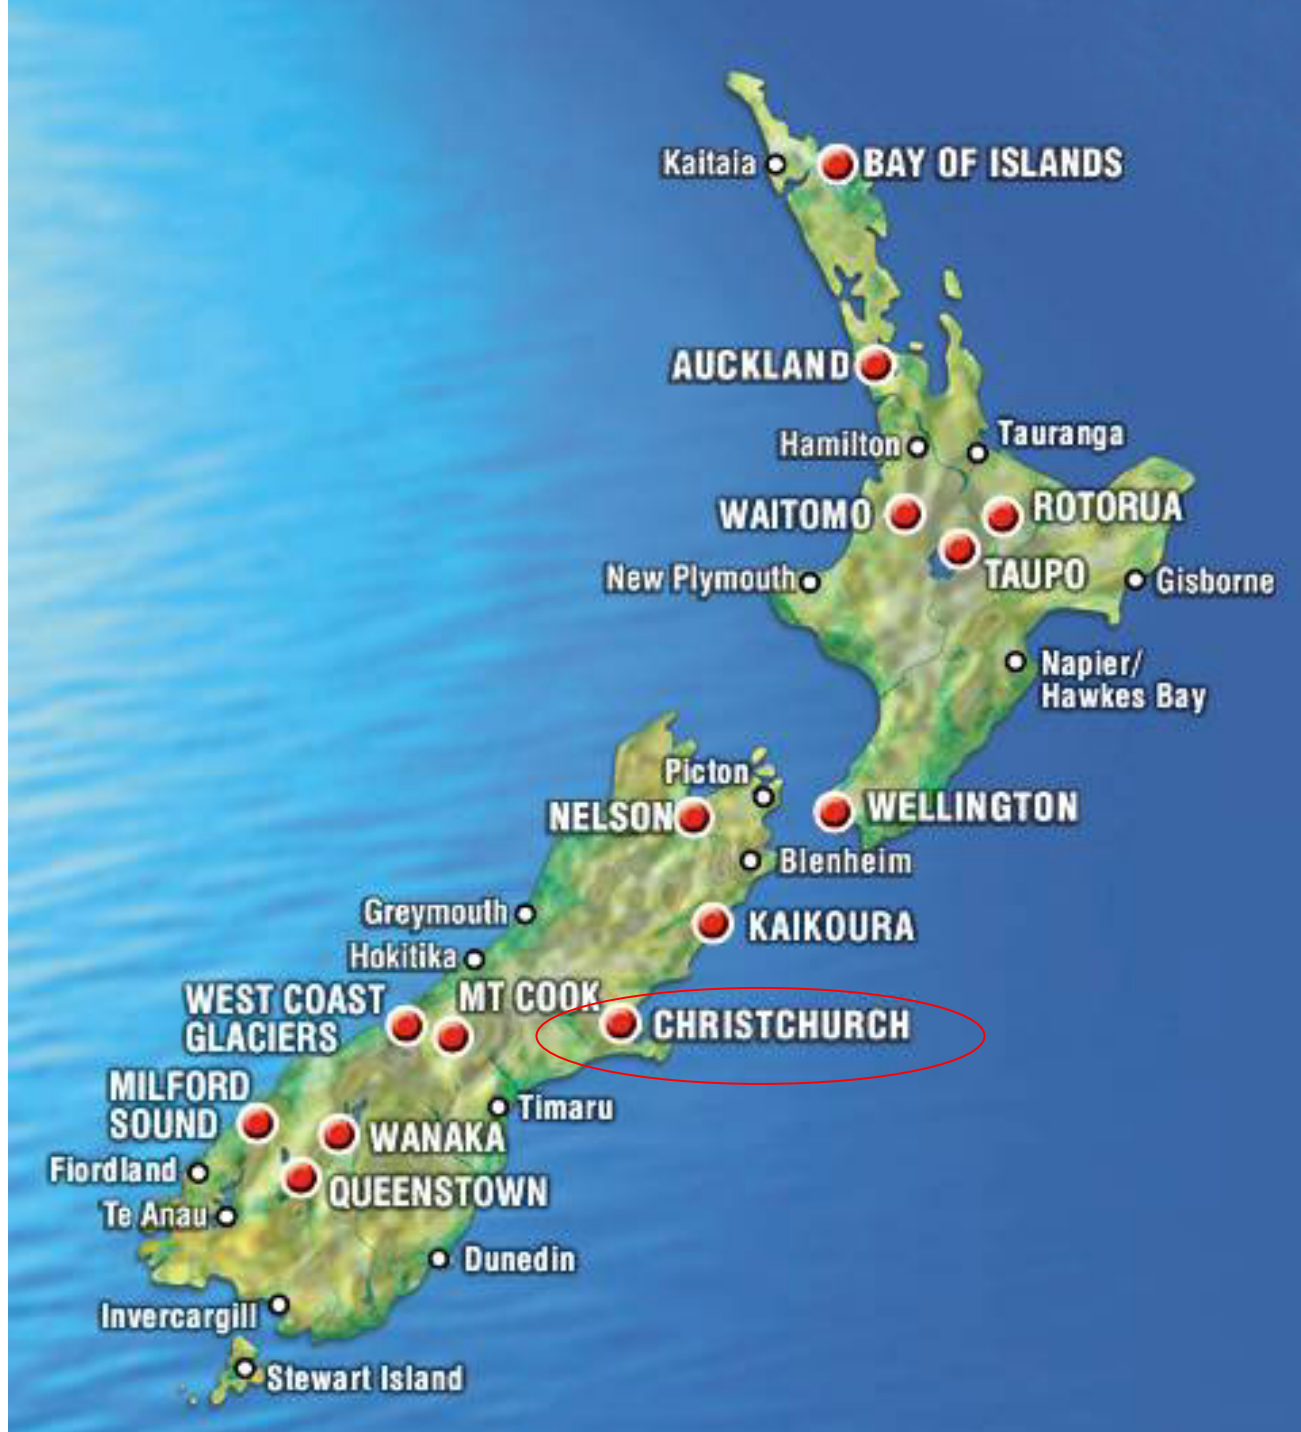 Kaitaia
BAY OF ISLANDS
AUCKLAND
Hamilton
Tauranga
WAITOMO
ROTORUA
TAUPO
New Plymouth
Gisborne
Napier/
Hawkes Bay
Picton
NELSON
WELLINGTON
Blenheim
Greymouth
KAIKOURA
Hokitika
WEST COAST
GLACIERS
MT COOK
CHRISTCHURCH
MILFORD
SOUND
Timaru
WANAKA
Fiordland
QUEENSTOWN
Te Anau
Dunedin
Invercargill
Stewart Island